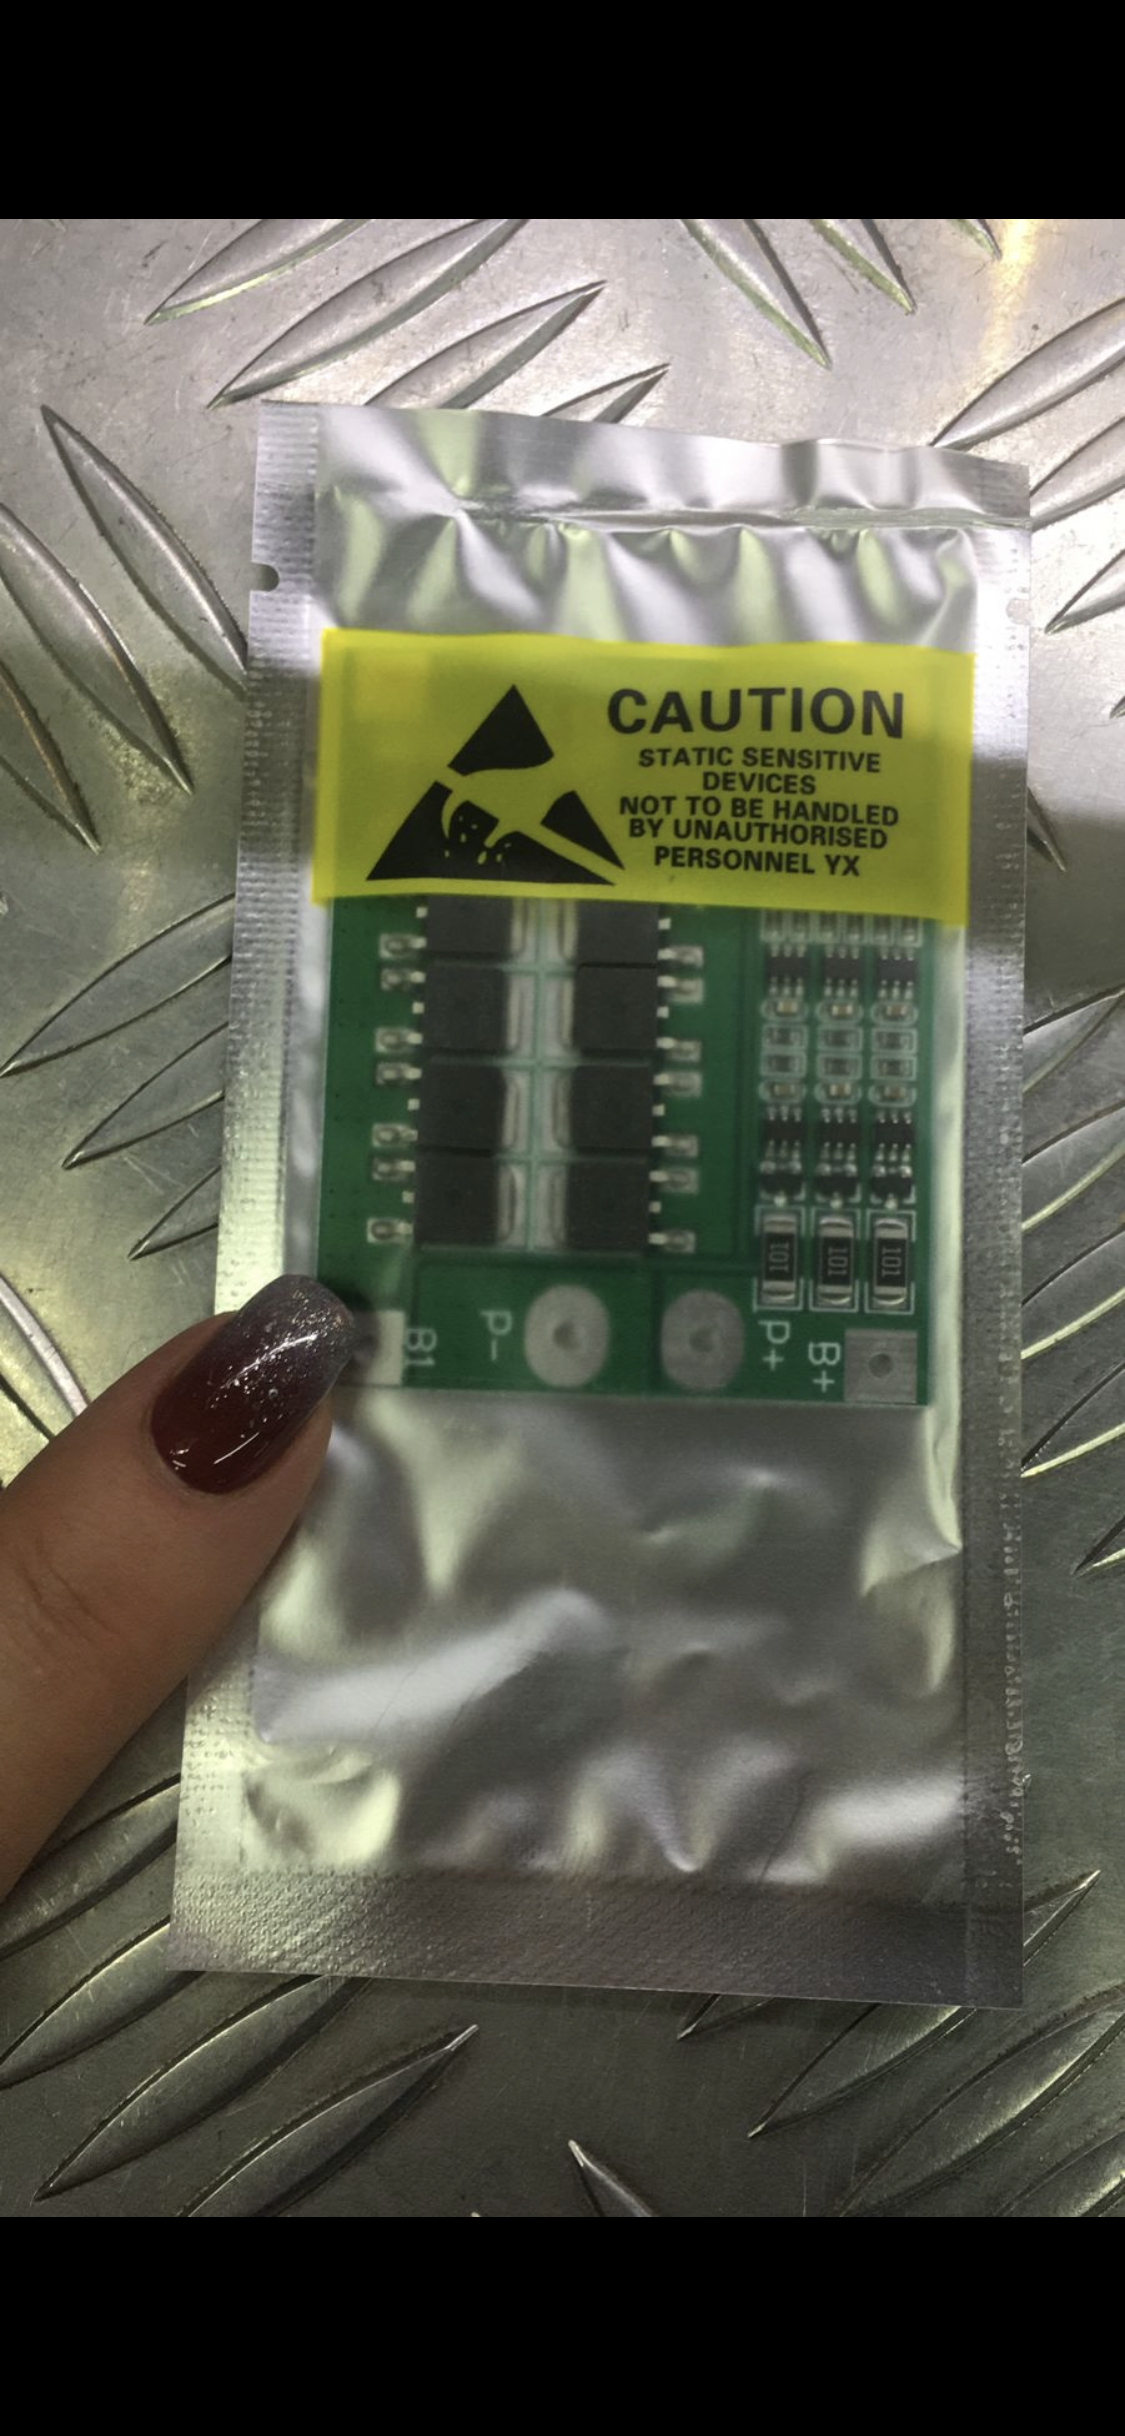 CAUTION
STATIC SENSITIVE
DEVICES
NOT TO BE HANDLED
BY UNAUTHORISED
PERSONNEL YX
101
101
101
B1
P-
P+
B+